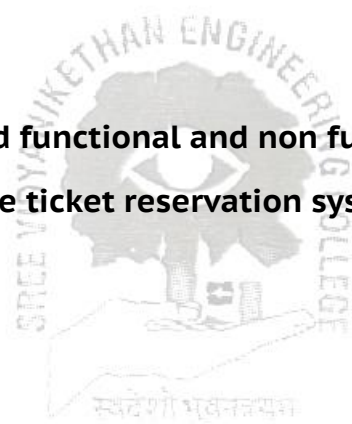 SREE VIDYANIKETHAN ENGINEERING COLLEGE
d functional and non fu
e ticket reservation sys